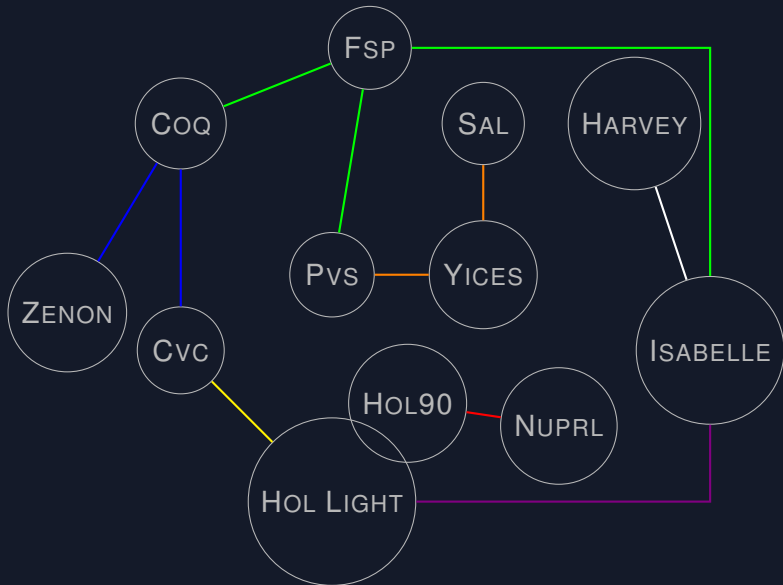 FSP
COQ
SAL
HARVEY
PVS
YICES
ZENON
CVC
ISABELLE
HOL90
NUPRL
HOL LIGHT